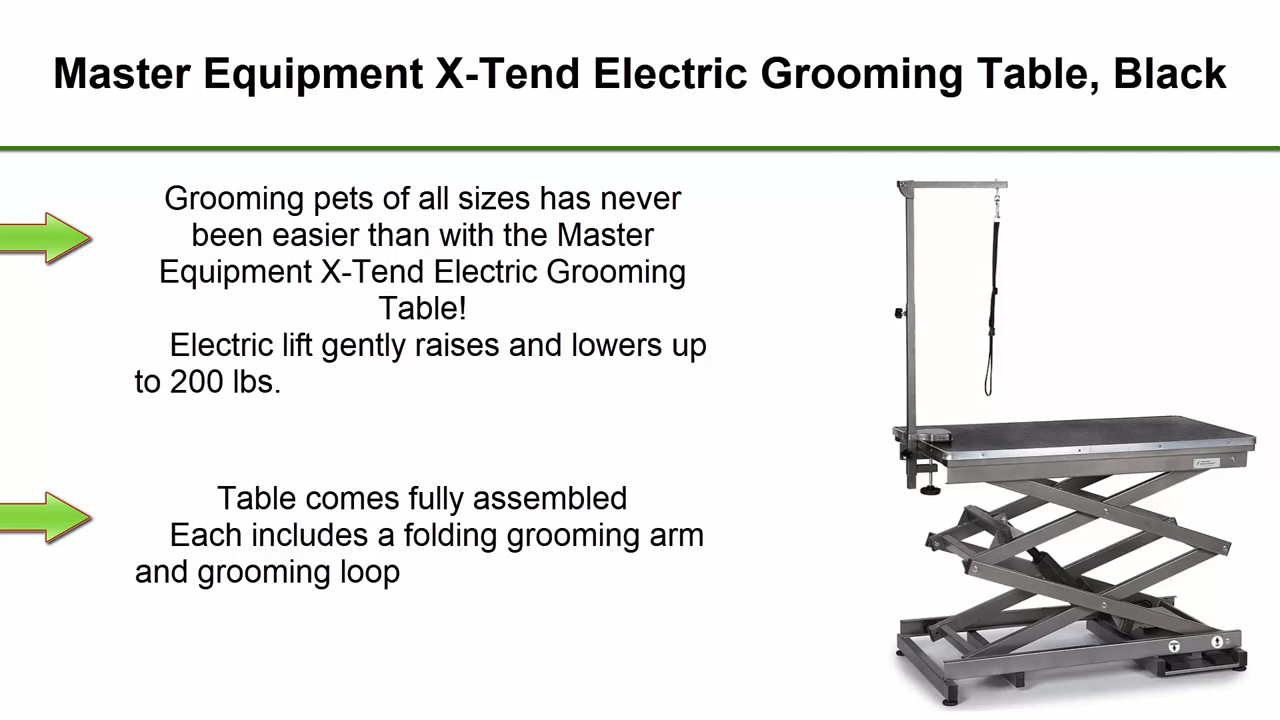 Master Equipment X-Tend Electric Grooming Table, Black
Grooming pets of all sizes has never
been easier than with the Master
Equipment X-Tend Electric Grooming
Table!
Electric lift gently raises and lowers up
to 200 lbs.
Table comes fully assembled
Each includes a folding grooming arm
and grooming loop